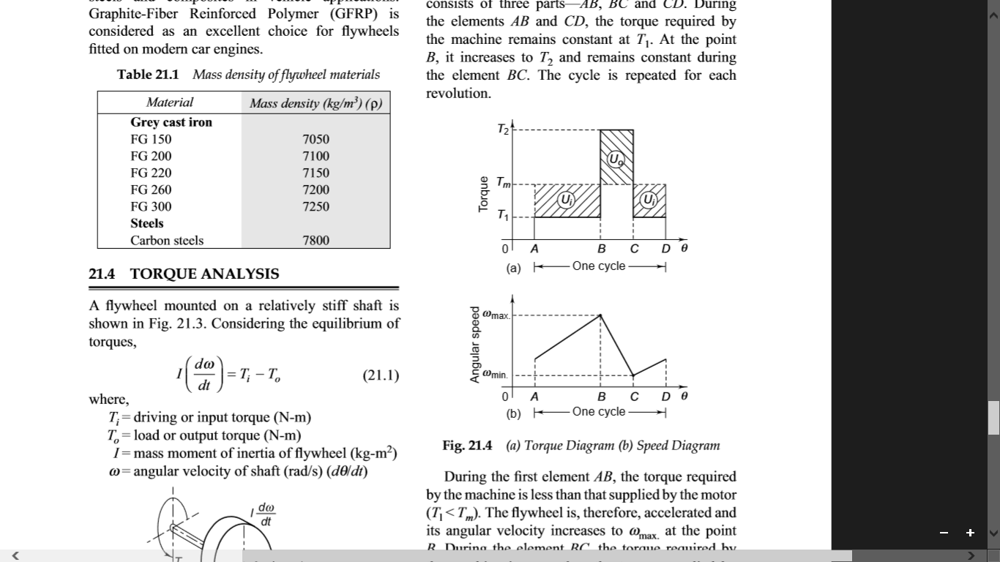 Graphite-Fiber Reinforced Polymer (GFRP) is
considered as an excellent choice for flywheels
fitted on modern car engines.
Table 21.1 Mass density of flywheel materials
Material Mass density (kg/m³) (ρ)
Grey cast iron
FG 150 7050
FG 200 7100
FG 220 7150
FG 260 7200
FG 300 7250
Steels
Carbon steels 7800
21.4 TORQUE ANALYSIS
A flywheel mounted on a relatively stiff shaft is
shown in Fig. 21.3. Considering the equilibrium of
torques,
I(dω/dt) = Tᵢ − Tₒ (21.1)
where,
Tᵢ = driving or input torque (N-m)
Tₒ = load or output torque (N-m)
I = mass moment of inertia of flywheel (kg-m²)
ω = angular velocity of shaft (rad/s) (dθ/dt)
I dω/dt
T
consists of three parts—AB, BC and CD. During
the elements AB and CD, the torque required by
the machine remains constant at T₁. At the point
B, it increases to T₂ and remains constant during
the element BC. The cycle is repeated for each
revolution.
T₂
Uₒ
Torque
Tₘ
Uᵢ Uᵢ
T₁
0 A B C D θ
(a) One cycle
Angular speed
ωmax.
ωmin.
0 A B C D θ
(b) One cycle
Fig. 21.4 (a) Torque Diagram (b) Speed Diagram
During the first element AB, the torque required
by the machine is less than that supplied by the motor
(T₁ < Tₘ). The flywheel is, therefore, accelerated and
its angular velocity increases to ωmax. at the point
B. During the element BC, the torque required by